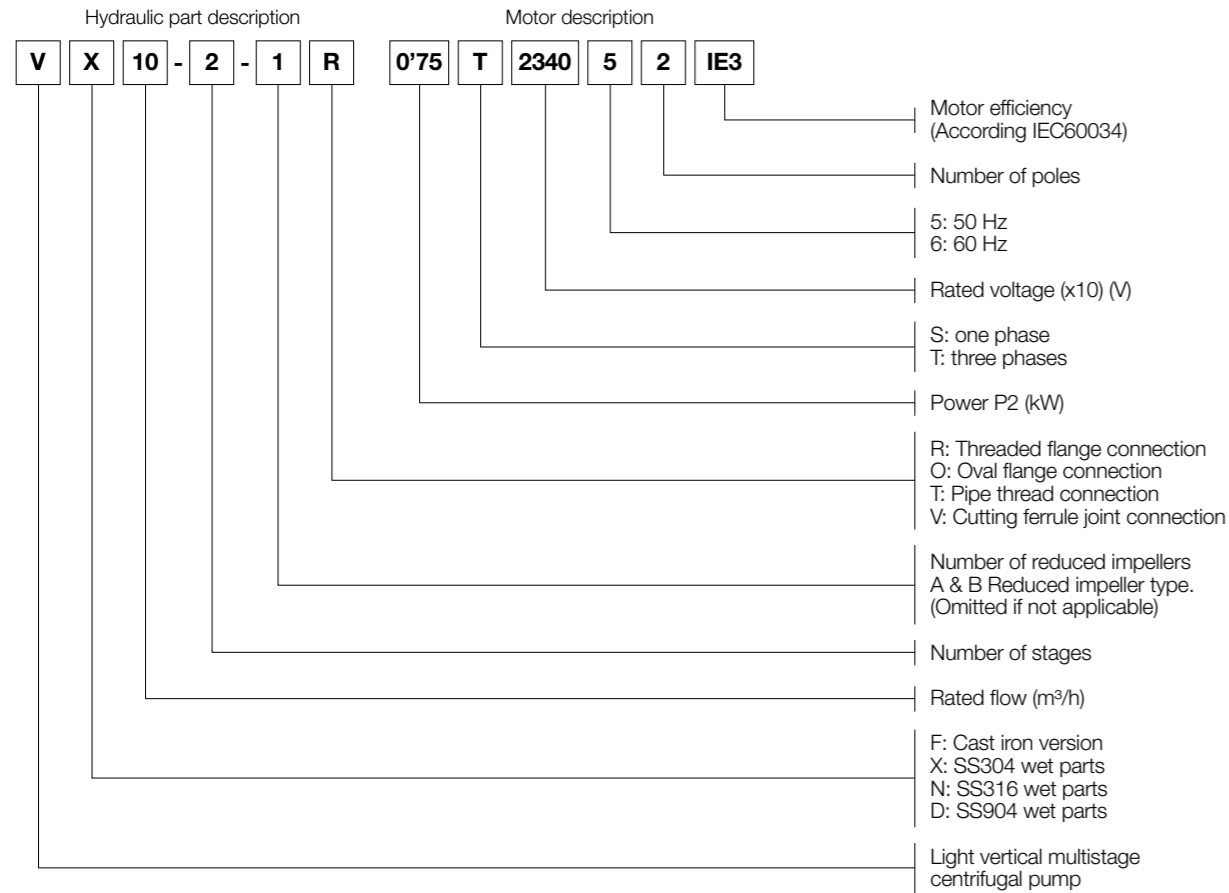 Hydraulic part description Motor description
V X 10 - 2 - 1 R 0'75 T 2340 5 2 IE3
Motor efficiency
(According IEC60034)
Number of poles
5: 50 Hz
6: 60 Hz
Rated voltage (x10) (V)
S: one phase
T: three phases
Power P2 (kW)
R: Threaded flange connection
O: Oval flange connection
T: Pipe thread connection
V: Cutting ferrule joint connection
Number of reduced impellers
A & B Reduced impeller type.
(Omitted if not applicable)
Number of stages
Rated flow (m³/h)
F: Cast iron version
X: SS304 wet parts
N: SS316 wet parts
D: SS904 wet parts
Light vertical multistage
centrifugal pump